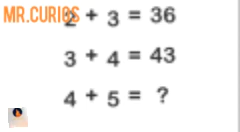 MR.CURIOS
2 + 3 = 36
3 + 4 = 43
4 + 5 = ?